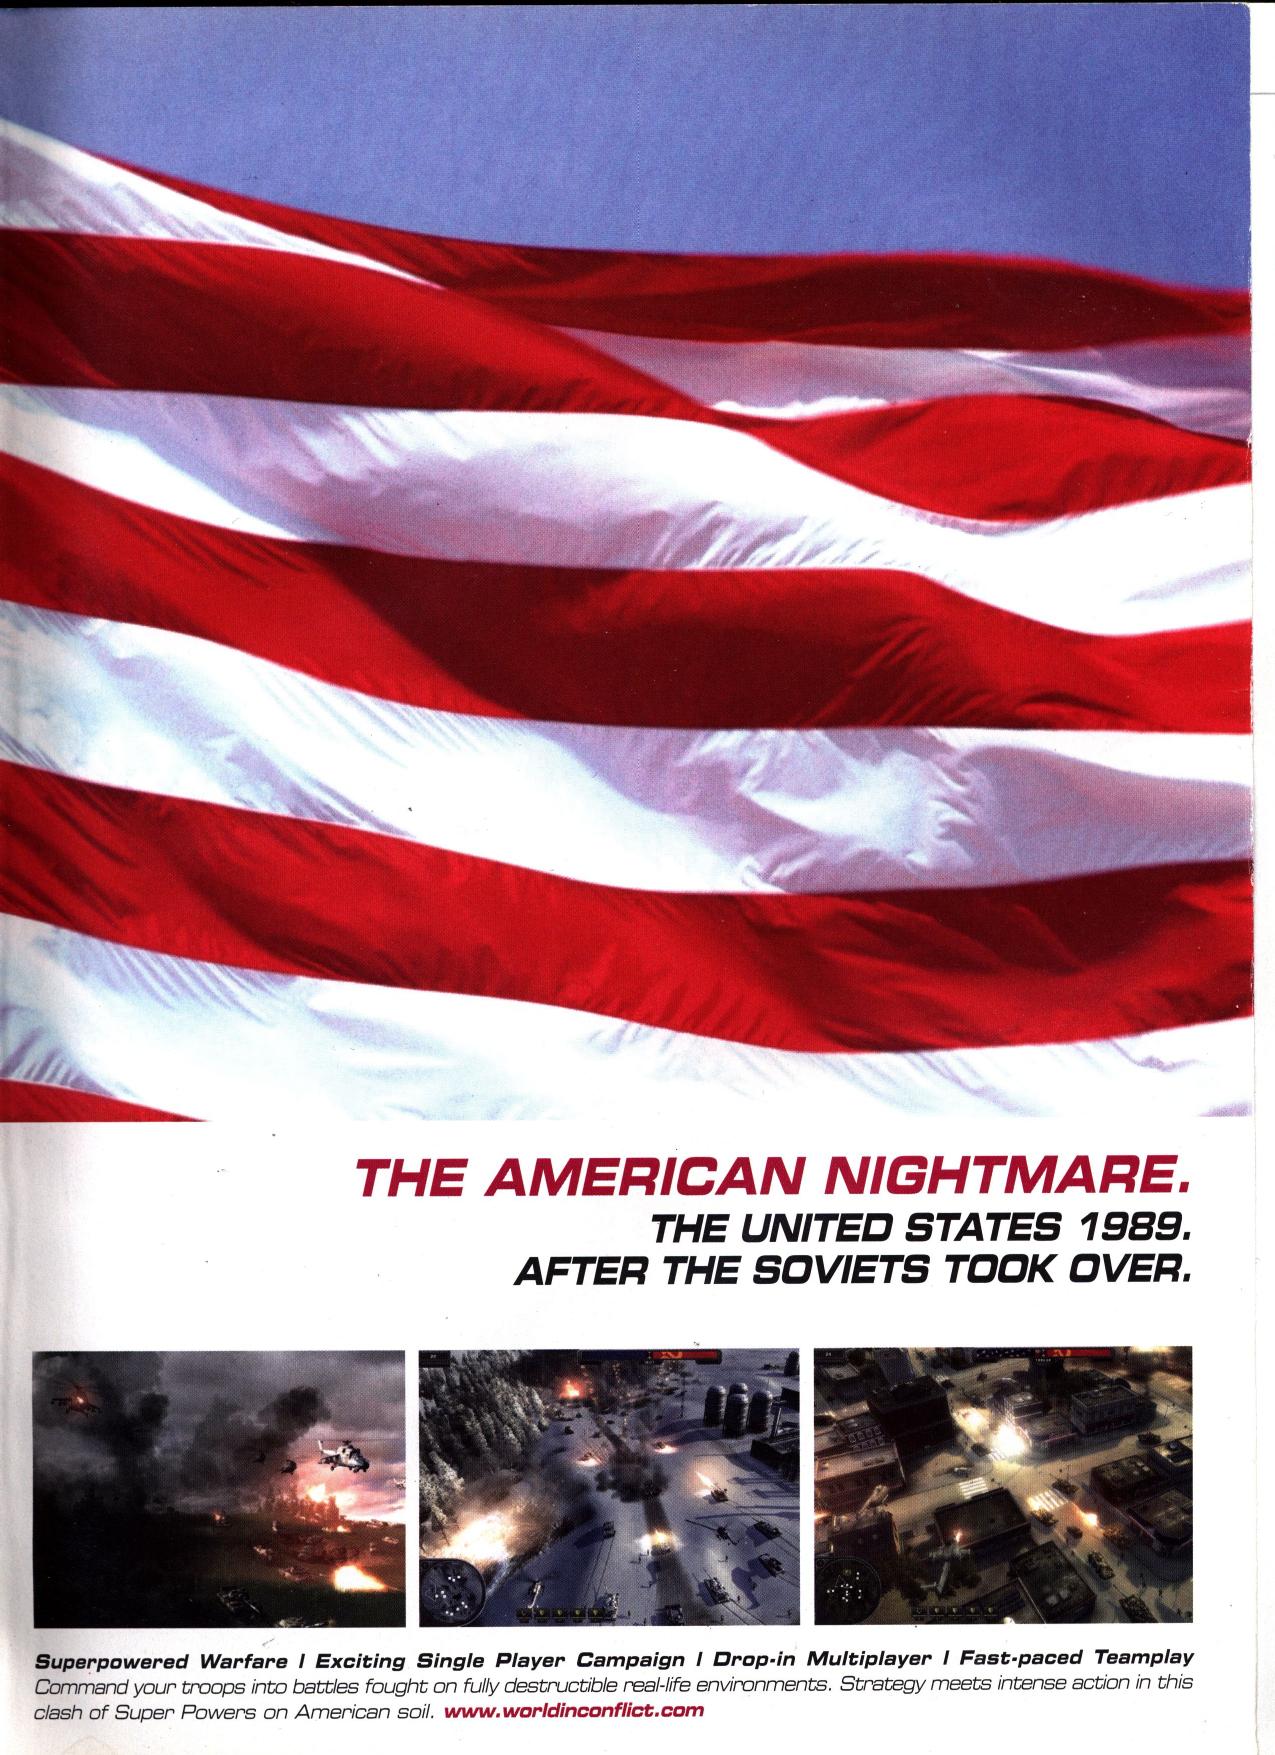 THE AMERICAN NIGHTMARE.
THE UNITED STATES 1989.
AFTER THE SOVIETS TOOK OVER.
Superpowered Warfare | Exciting Single Player Campaign | Drop-in Multiplayer | Fast-paced Teamplay
Command your troops into battles fought on fully destructible real-life environments. Strategy meets intense action in this
clash of Super Powers on American soil. www.worldinconflict.com